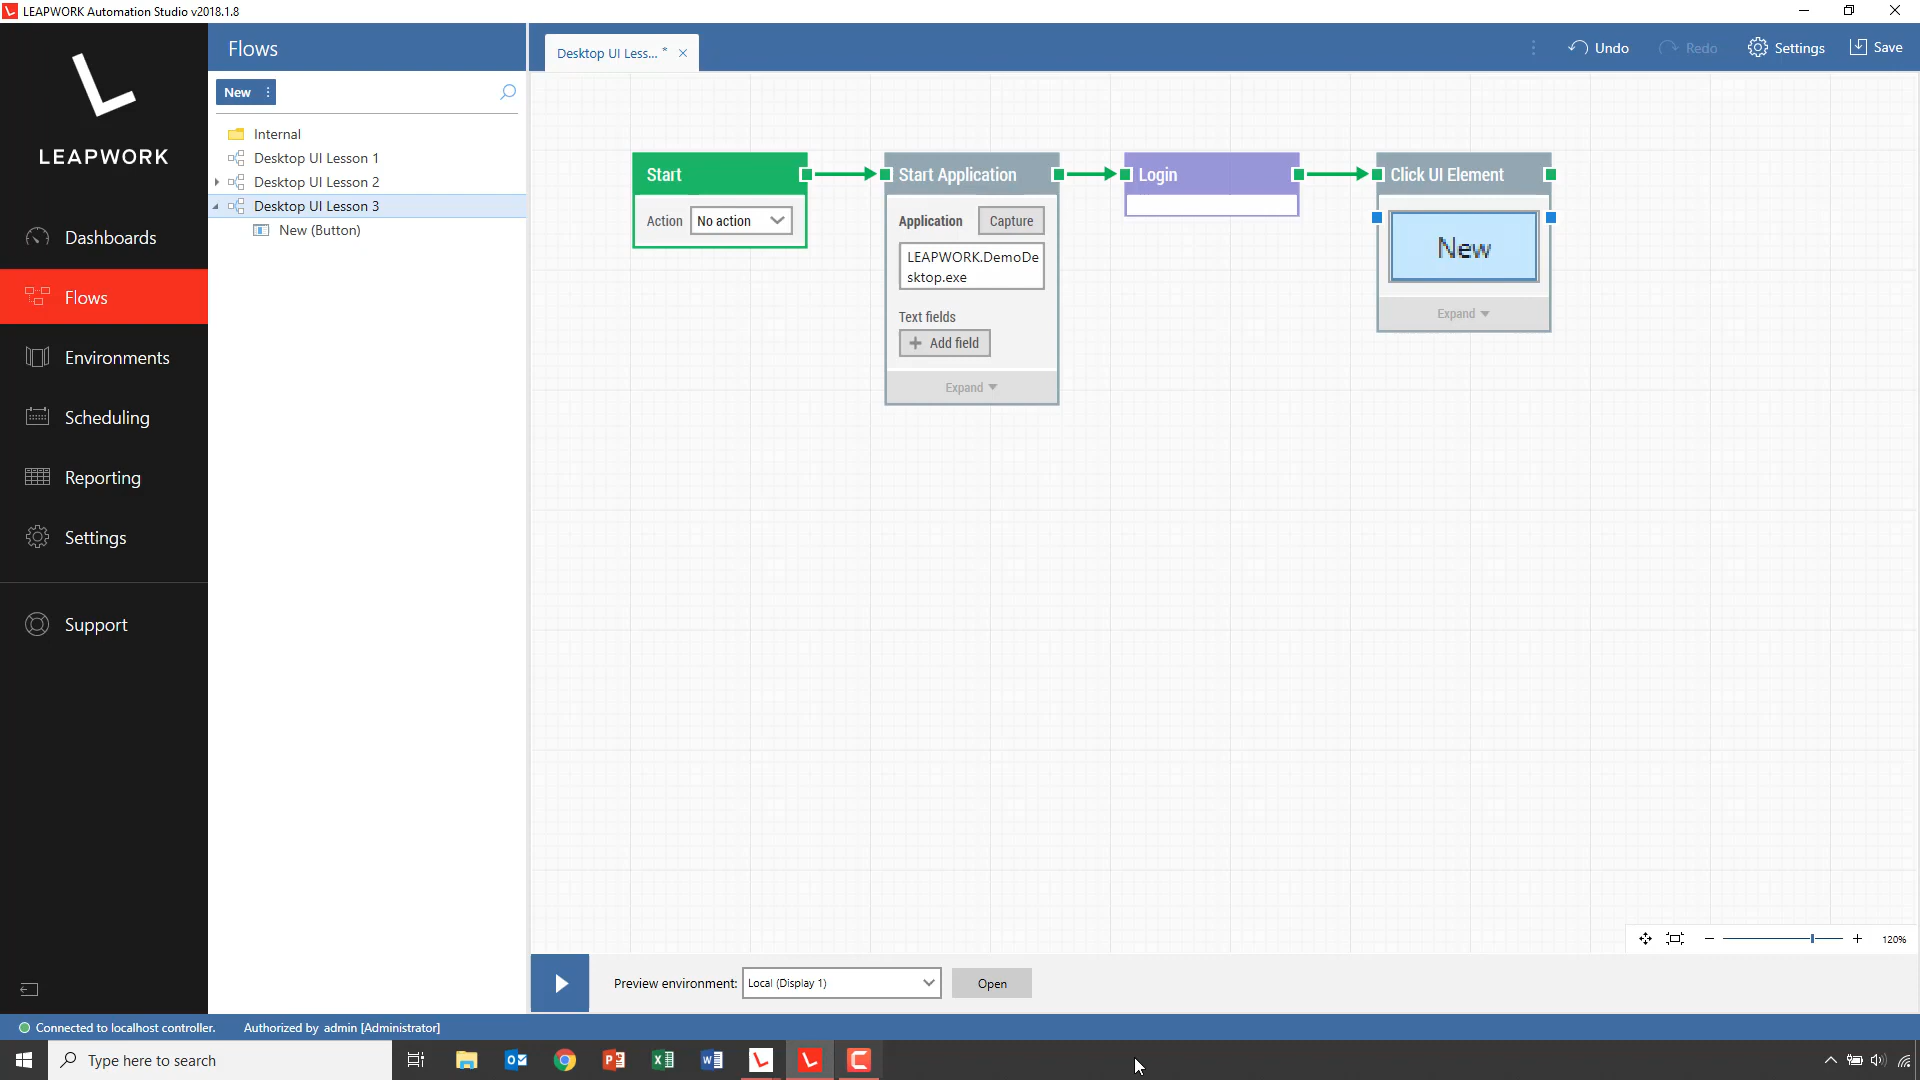 LEAPWORK Automation Studio v2018.1.8
LEAPWORK
Dashboards
Flows
Environments
Scheduling
Reporting
Settings
Support
Flows
New
Internal
Desktop UI Lesson 1
Desktop UI Lesson 2
Desktop UI Lesson 3
New (Button)
Desktop UI Less... *
Undo
Redo
Settings
Save
Start
Action No action
Start Application
Application Capture
LEAPWORK.DemoDe
sktop.exe
Text fields
Add field
Expand
Login
Click UI Element
New
Expand
120%
Preview environment: Local (Display 1) Open
Connected to localhost controller. Authorized by admin [Administrator]
Type here to search